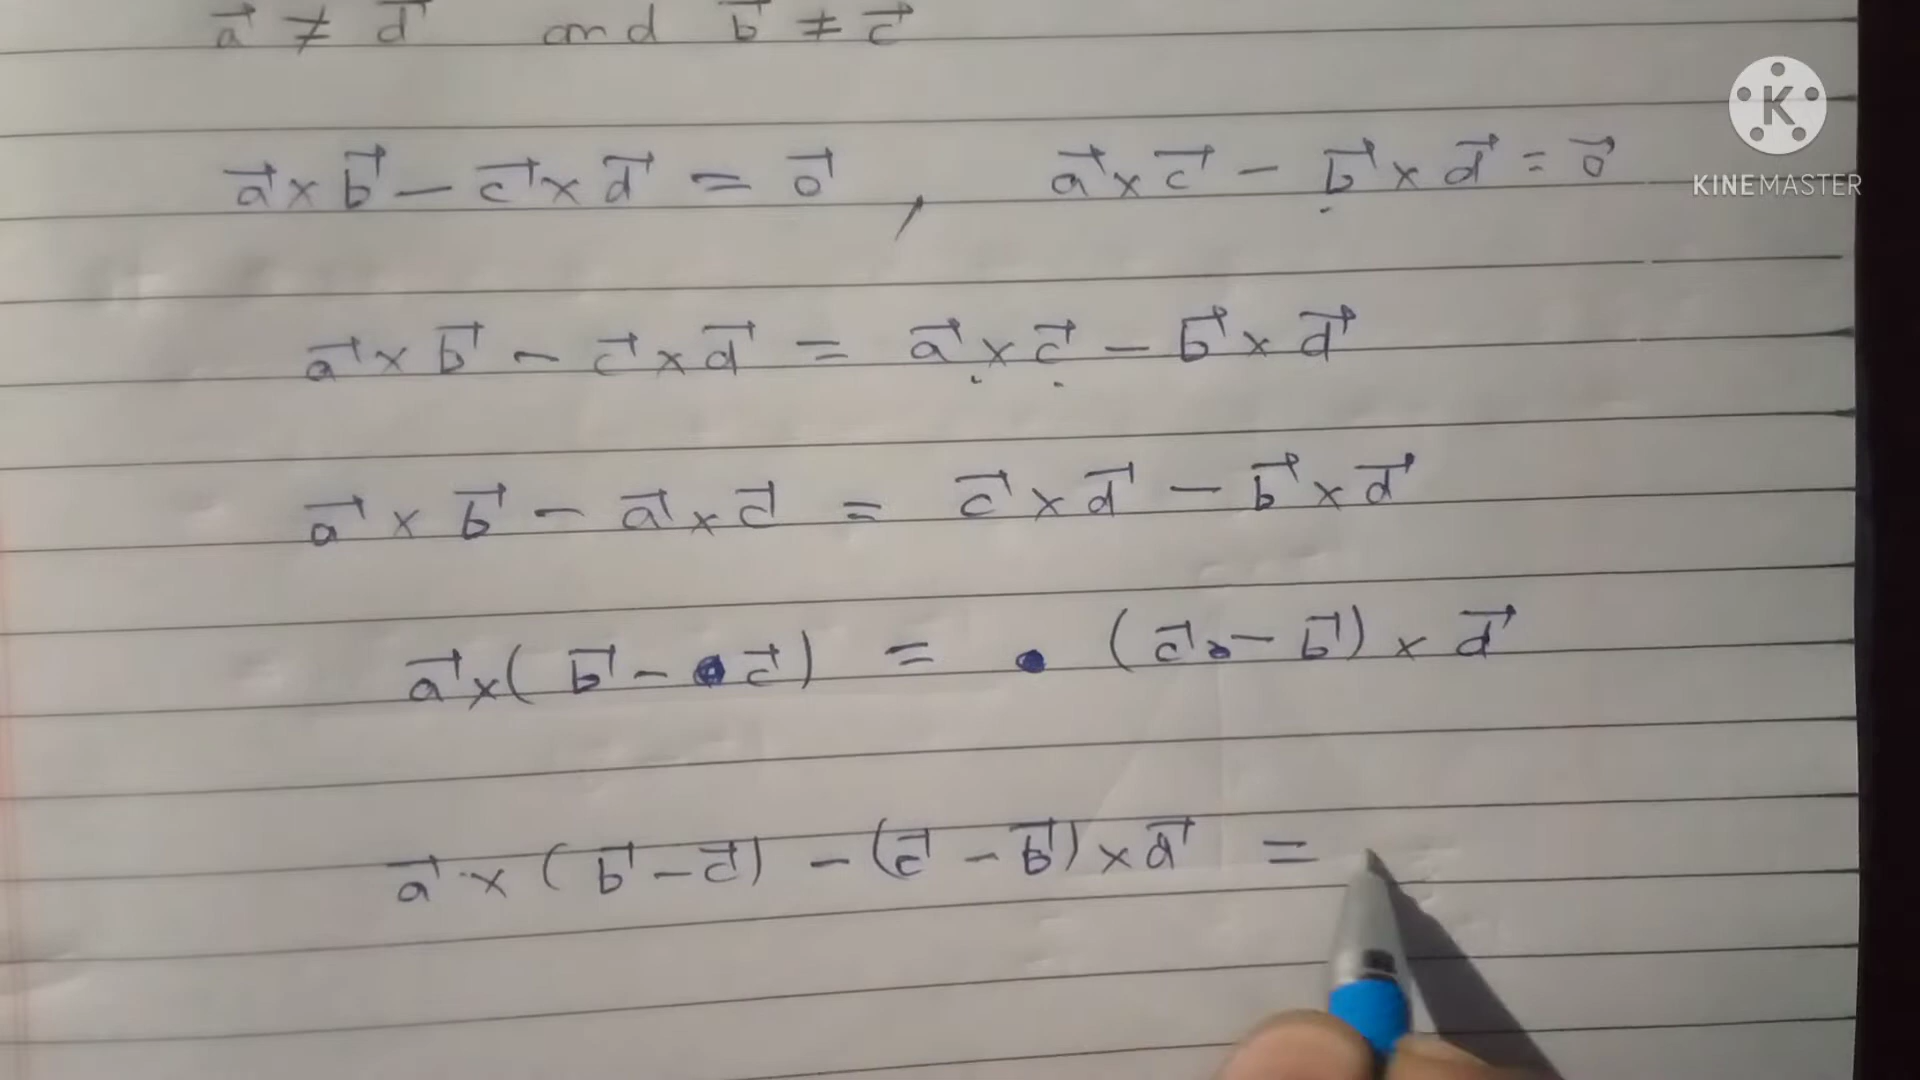 a⃗ ≠ d⃗ and b⃗ ≠ c⃗
a⃗ × b⃗ − c⃗ × d⃗ = 0⃗ , a⃗ × c⃗ − b⃗ × d⃗ = 0⃗
a⃗ × b⃗ − c⃗ × d⃗ = a⃗ × c⃗ − b⃗ × d⃗
a⃗ × b⃗ − a⃗ × c⃗ = c⃗ × d⃗ − b⃗ × d⃗
a⃗ × ( b⃗ − c⃗ ) = ( c⃗ − b⃗ ) × d⃗
a⃗ × ( b⃗ − c⃗ ) − ( c⃗ − b⃗ ) × d⃗ =
K
KINEMASTER